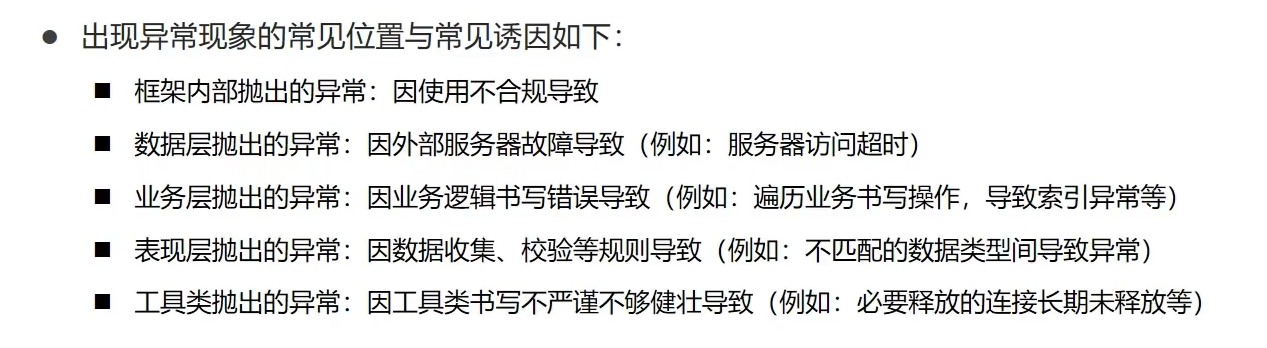 ● 出现异常现象的常见位置与常见诱因如下：
■ 框架内部抛出的异常：因使用不合规导致
■ 数据层抛出的异常：因外部服务器故障导致（例如：服务器访问超时）
■ 业务层抛出的异常：因业务逻辑书写错误导致（例如：遍历业务书写操作，导致索引异常等）
■ 表现层抛出的异常：因数据收集、校验等规则导致（例如：不匹配的数据类型间导致异常）
■ 工具类抛出的异常：因工具类书写不严谨不够健壮导致（例如：必要释放的连接长期未释放等）